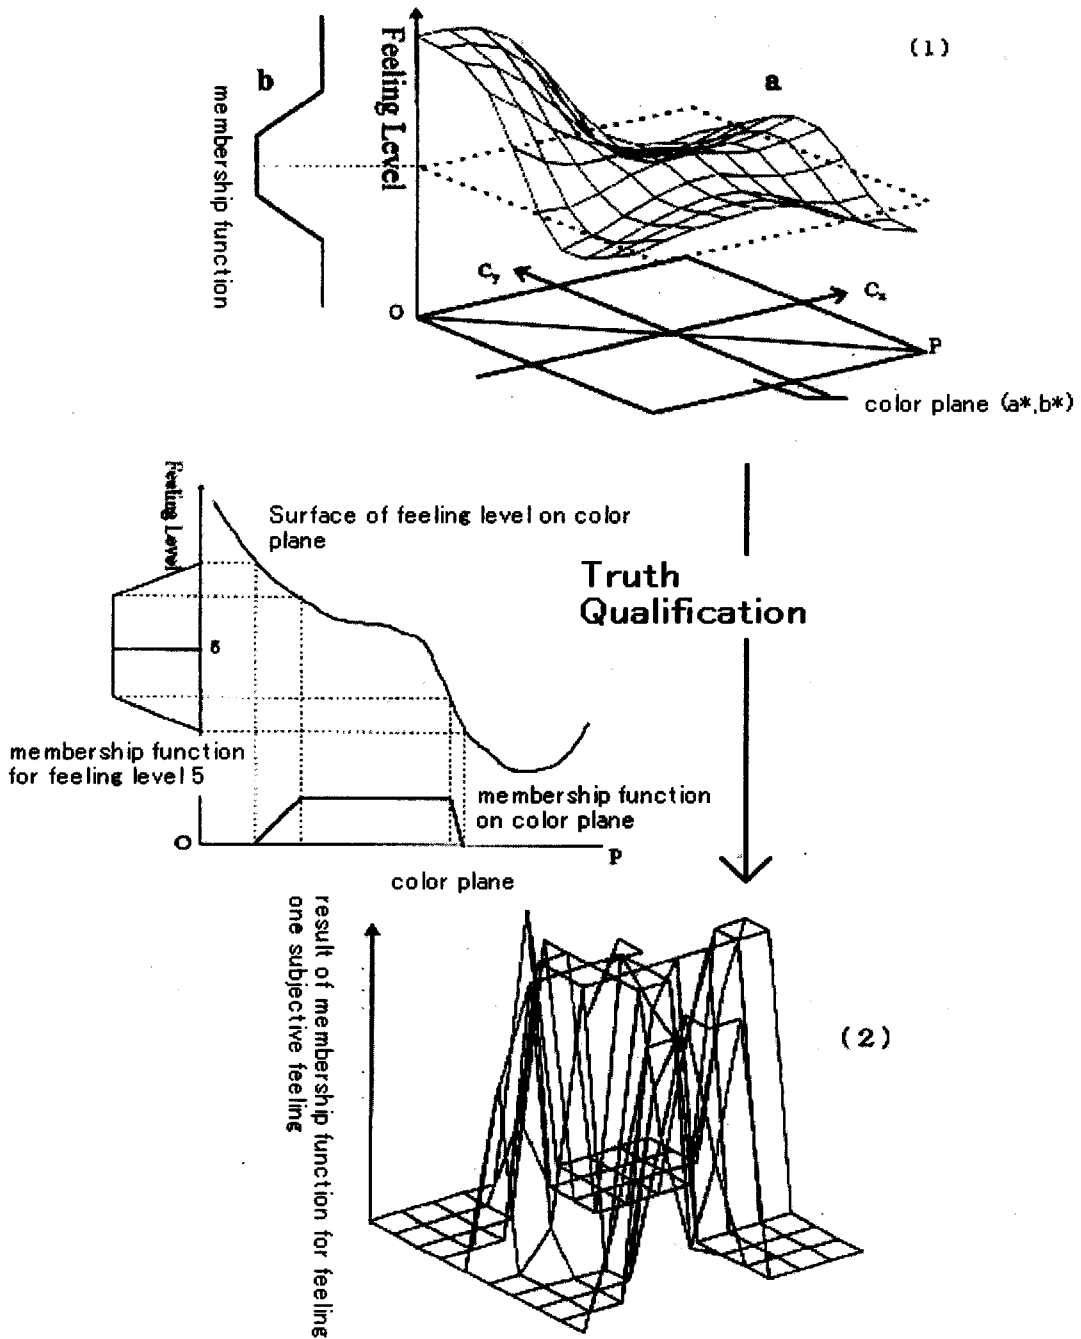 (1)
b
a
Feeling Level
membership function
Cy
Cx
O
P
color plane (a*,b*)
Feeling Level
Surface of feeling level on color
plane
Truth
Qualification
5
membership function
for feeling level 5
membership function
on color plane
O
P
color plane
result of membership function for feeling
one subjective feeling
(2)